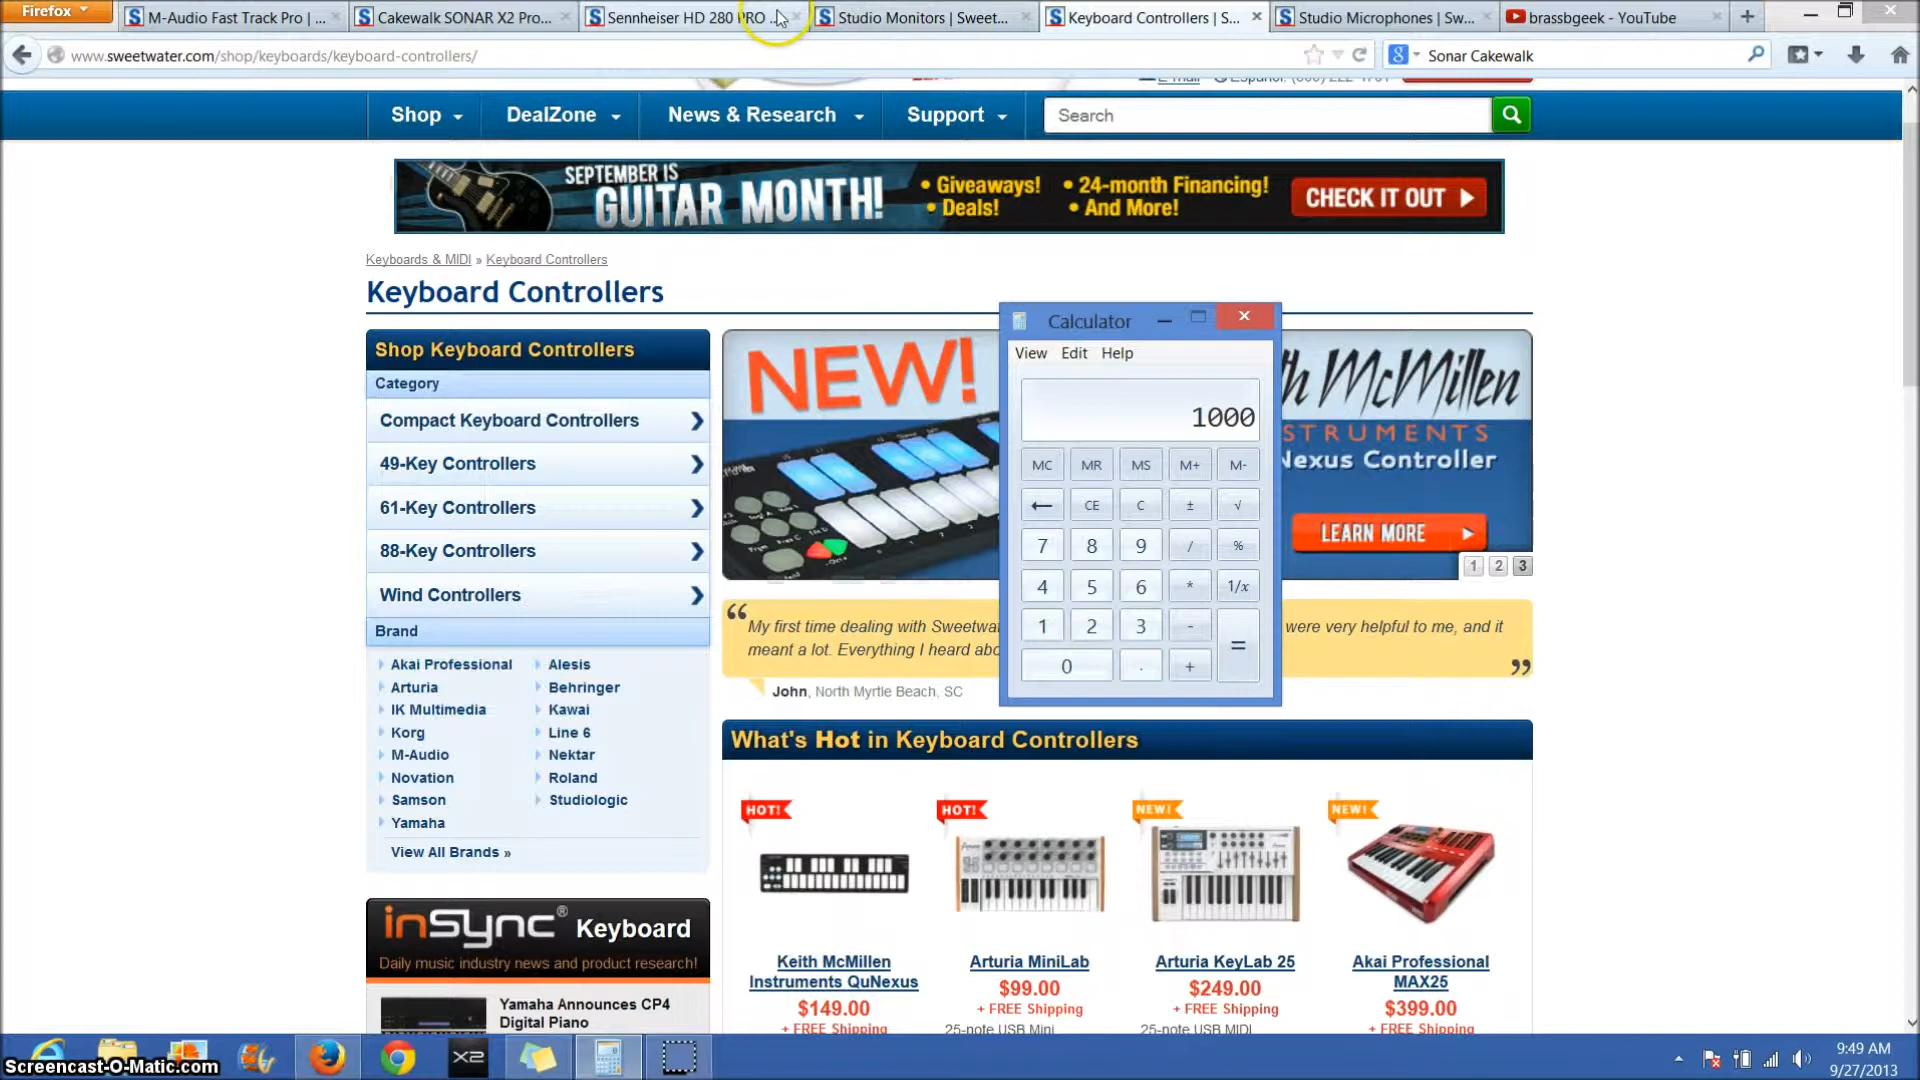 Firefox
M-Audio Fast Track Pro | ...
Cakewalk SONAR X2 Pro...
Sennheiser HD 280 PRO ...
Studio Monitors | Sweet...
Keyboard Controllers | S...
Studio Microphones | Sw...
brassbgeek - YouTube
www.sweetwater.com/shop/keyboards/keyboard-controllers/
Sonar Cakewalk
Shop
DealZone
News & Research
Support
Search
SEPTEMBER IS
GUITAR MONTH!
• Giveaways!
• Deals!
• 24-month Financing!
• And More!
CHECK IT OUT
Keyboards & MIDI » Keyboard Controllers
Keyboard Controllers
Shop Keyboard Controllers
Category
Compact Keyboard Controllers
49-Key Controllers
61-Key Controllers
88-Key Controllers
Wind Controllers
Brand
Akai Professional
Alesis
Arturia
Behringer
IK Multimedia
Kawai
Korg
Line 6
M-Audio
Nektar
Novation
Roland
Samson
Studiologic
Yamaha
View All Brands »
inSync® Keyboard
Daily music industry news and product research!
Yamaha Announces CP4
Digital Piano
NEW!
th McMillen
STRUMENTS
Nexus Controller
LEARN MORE
1 2 3
Calculator
View Edit Help
1000
MC MR MS M+ M-
← CE C ± √
7 8 9 / %
4 5 6 * 1/x
1 2 3 - =
0 . +
“ My first time dealing with Sweetwa
were very helpful to me, and it
meant a lot. Everything I heard abo
”
John, North Myrtle Beach, SC
What's Hot in Keyboard Controllers
HOT!
HOT!
NEW!
NEW!
Keith McMillen
Instruments QuNexus
$149.00
+ FREE Shipping
Arturia MiniLab
$99.00
+ FREE Shipping
25-note USB Mini
Arturia KeyLab 25
$249.00
+ FREE Shipping
25-note USB MIDI
Akai Professional
MAX25
$399.00
+ FREE Shipping
X2
Screencast-O-Matic.com
9:49 AM
9/27/2013